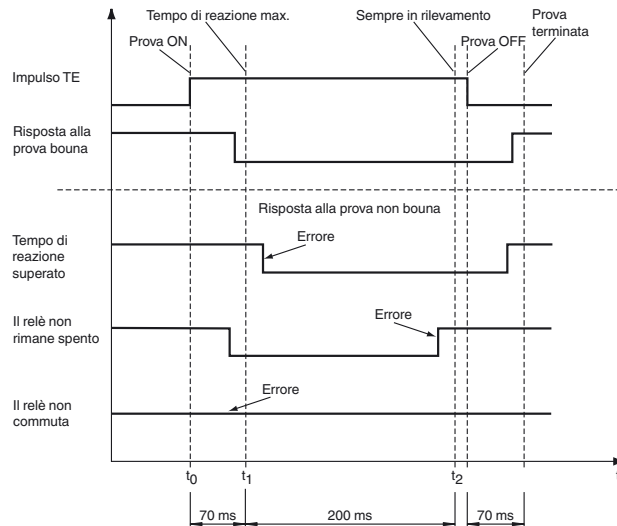 Tempo di reazione max.
Sempre in rilevamento
Prova
terminata
Prova ON
Prova OFF
Impulso TE
Risposta alla
prova bouna
Risposta alla prova non bouna
Tempo di
reazione
superato
Errore
Il relè non
rimane spento
Errore
Il relè non
commuta
Errore
t0
t1
t2
t
70 ms
200 ms
70 ms